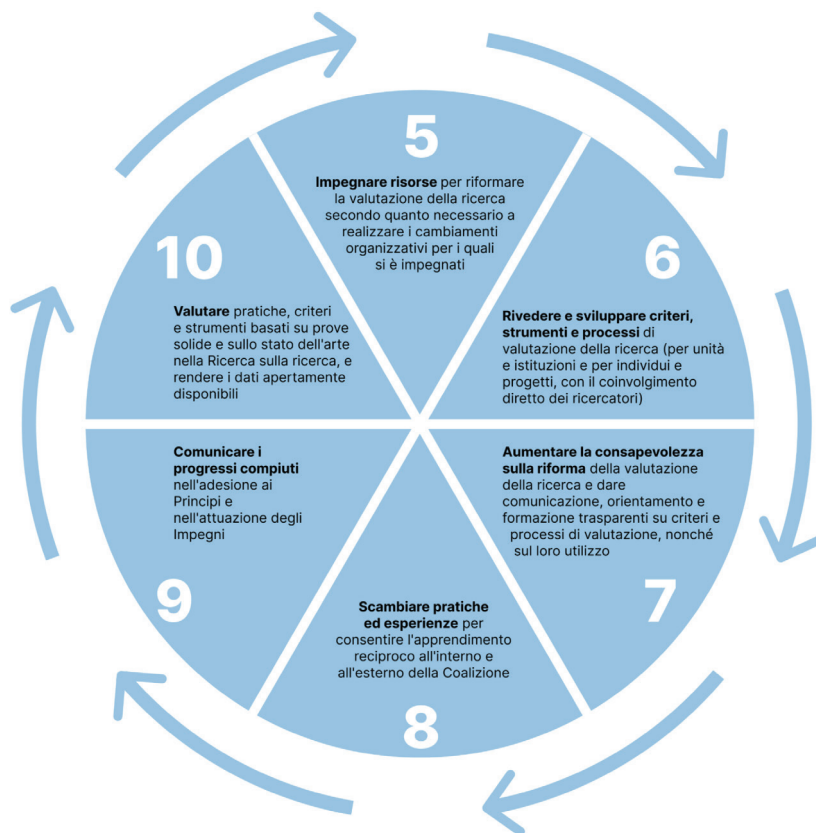 5
Impegnare risorse per riformare
la valutazione della ricerca
secondo quanto necessario a
realizzare i cambiamenti
organizzativi per i quali
si è impegnati
6
Rivedere e sviluppare criteri,
strumenti e processi di
valutazione della ricerca (per unità
e istituzioni e per individui e
progetti, con il coinvolgimento
diretto dei ricercatori)
Aumentare la consapevolezza
sulla riforma della valutazione
della ricerca e dare
comunicazione, orientamento e
formazione trasparenti su criteri e
processi di valutazione, nonché
sul loro utilizzo
7
Scambiare pratiche
ed esperienze per
consentire l'apprendimento
reciproco all'interno e
all'esterno della Coalizione
8
Comunicare i
progressi compiuti
nell'adesione ai
Principi e
nell'attuazione degli
Impegni
9
10
Valutare pratiche, criteri
e strumenti basati su prove
solide e sullo stato dell'arte
nella Ricerca sulla ricerca, e
rendere i dati apertamente
disponibili